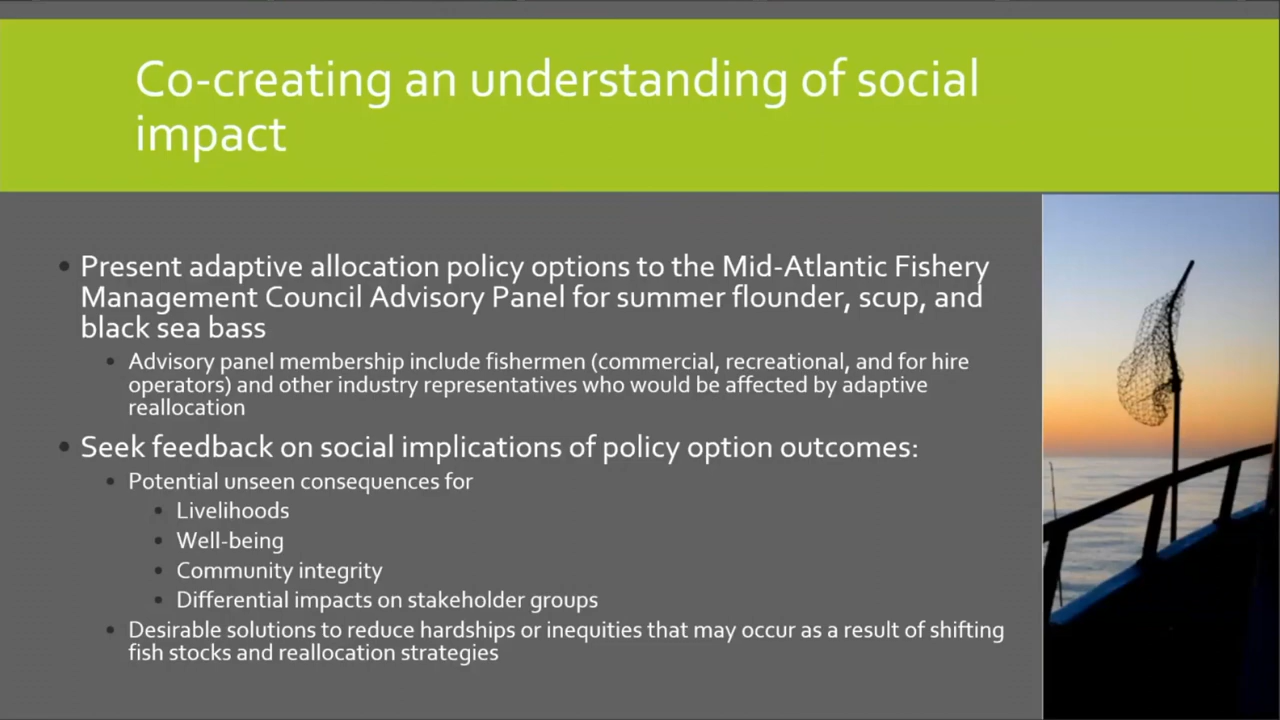 Co-creating an understanding of social
impact
• Present adaptive allocation policy options to the Mid-Atlantic Fishery
Management Council Advisory Panel for summer flounder, scup, and
black sea bass
• Advisory panel membership include fishermen (commercial, recreational, and for hire
operators) and other industry representatives who would be affected by adaptive
reallocation
• Seek feedback on social implications of policy option outcomes:
• Potential unseen consequences for
• Livelihoods
• Well-being
• Community integrity
• Differential impacts on stakeholder groups
• Desirable solutions to reduce hardships or inequities that may occur as a result of shifting
fish stocks and reallocation strategies